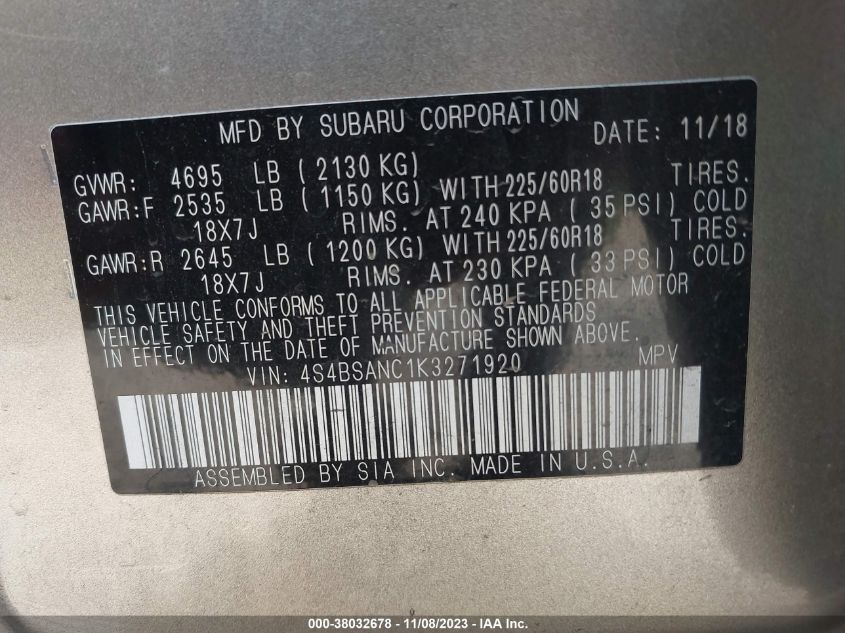 MFD BY SUBARU CORPORATION DATE: 11/18
GVWR: 4695 LB ( 2130 KG)
GAWR:F 2535 LB ( 1150 KG) WITH 225/60R18 TIRES.
18X7J RIMS. AT 240 KPA ( 35 PSI) COLD
GAWR:R 2645 LB ( 1200 KG) WITH 225/60R18 TIRES.
18X7J RIMS. AT 230 KPA ( 33 PSI) COLD
THIS VEHICLE CONFORMS TO ALL APPLICABLE FEDERAL MOTOR
VEHICLE SAFETY AND THEFT PREVENTION STANDARDS
IN EFFECT ON THE DATE OF MANUFACTURE SHOWN ABOVE.
VIN: 4S4BSANC1K3271920 MPV
ASSEMBLED BY SIA INC. MADE IN U.S.A.
000-38032678 - 11/08/2023 - IAA Inc.